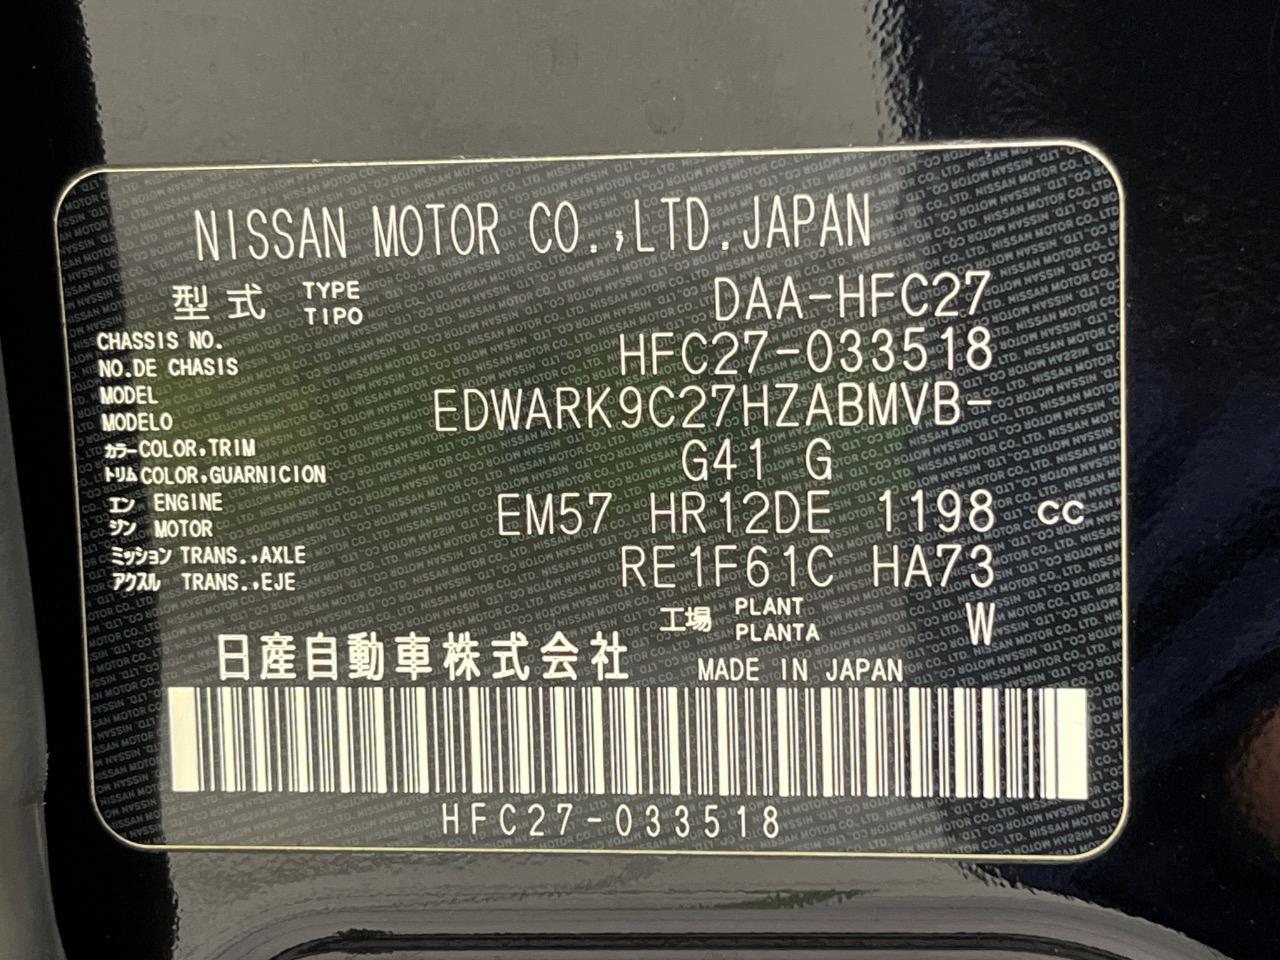 NISSAN MOTOR CO.,LTD.JAPAN
型式 TYPE TIPO DAA-HFC27
CHASSIS NO.
NO.DE CHASIS HFC27-033518
MODEL
MODELO EDWARK9C27HZABMVB-
カラー COLOR,TRIM
トリム COLOR,GUARNICION G41 G
エン ENGINE
ジン MOTOR EM57 HR12DE 1198 cc
ミッション TRANS.,AXLE
アクスル TRANS.,EJE RE1F61C HA73
工場 PLANT PLANTA W
日産自動車株式会社 MADE IN JAPAN
HFC27-033518